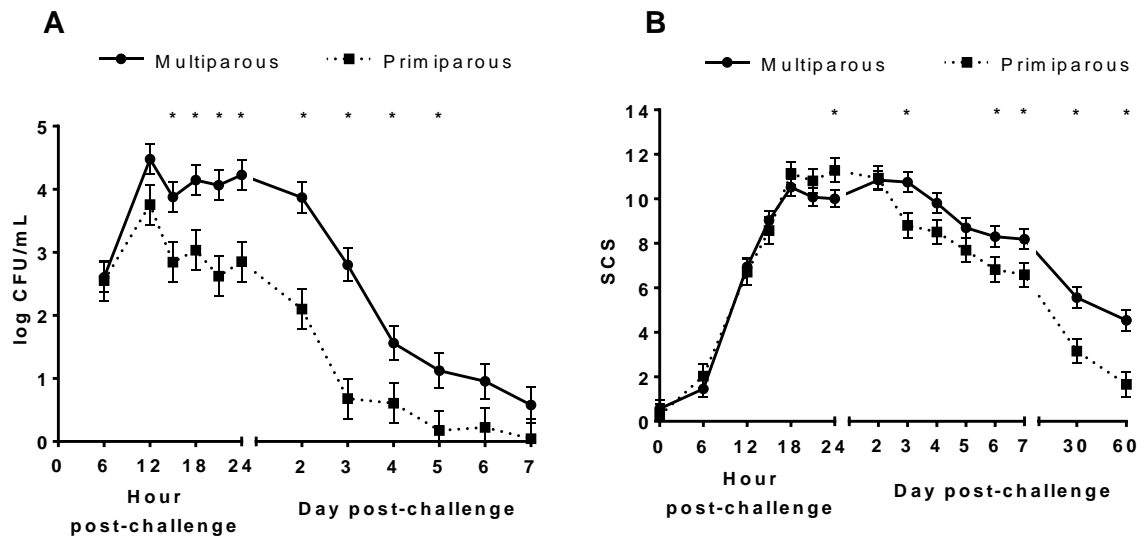 A
Multiparous Primiparous
* * * * * * * *
5
4
3
2
1
0
log CFU/mL
0 6 12 18 24 2 3 4 5 6 7
Hour
post-challenge
Day post-challenge
B
Multiparous Primiparous
* * * * * *
14
12
10
8
6
4
2
0
SCS
0 6 12 18 24 2 3 4 5 6 7 30 60
Hour
post-challenge
Day post-challenge